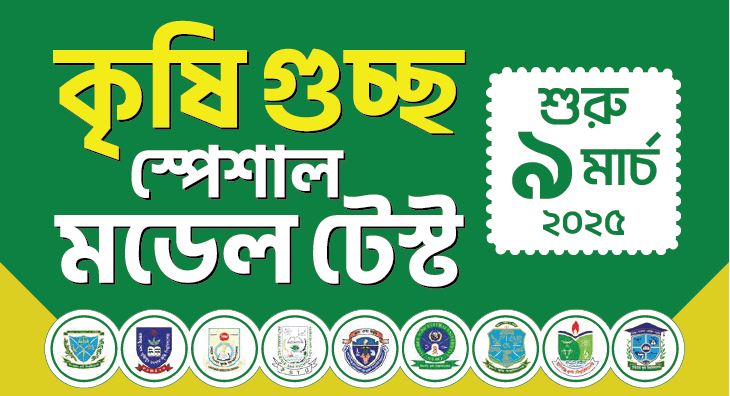 কৃষি গুচ্ছ
স্পেশাল
মডেল টেস্ট
শুরু
৯ মার্চ
২০২৫